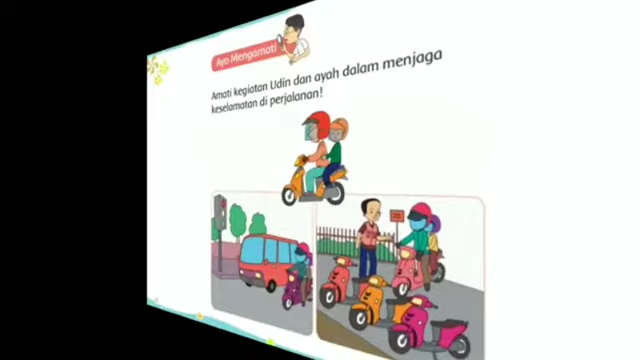 Ayo Mengamati
Amati kegiatan Udin dan ayah dalam menjaga
keselamatan di perjalanan!